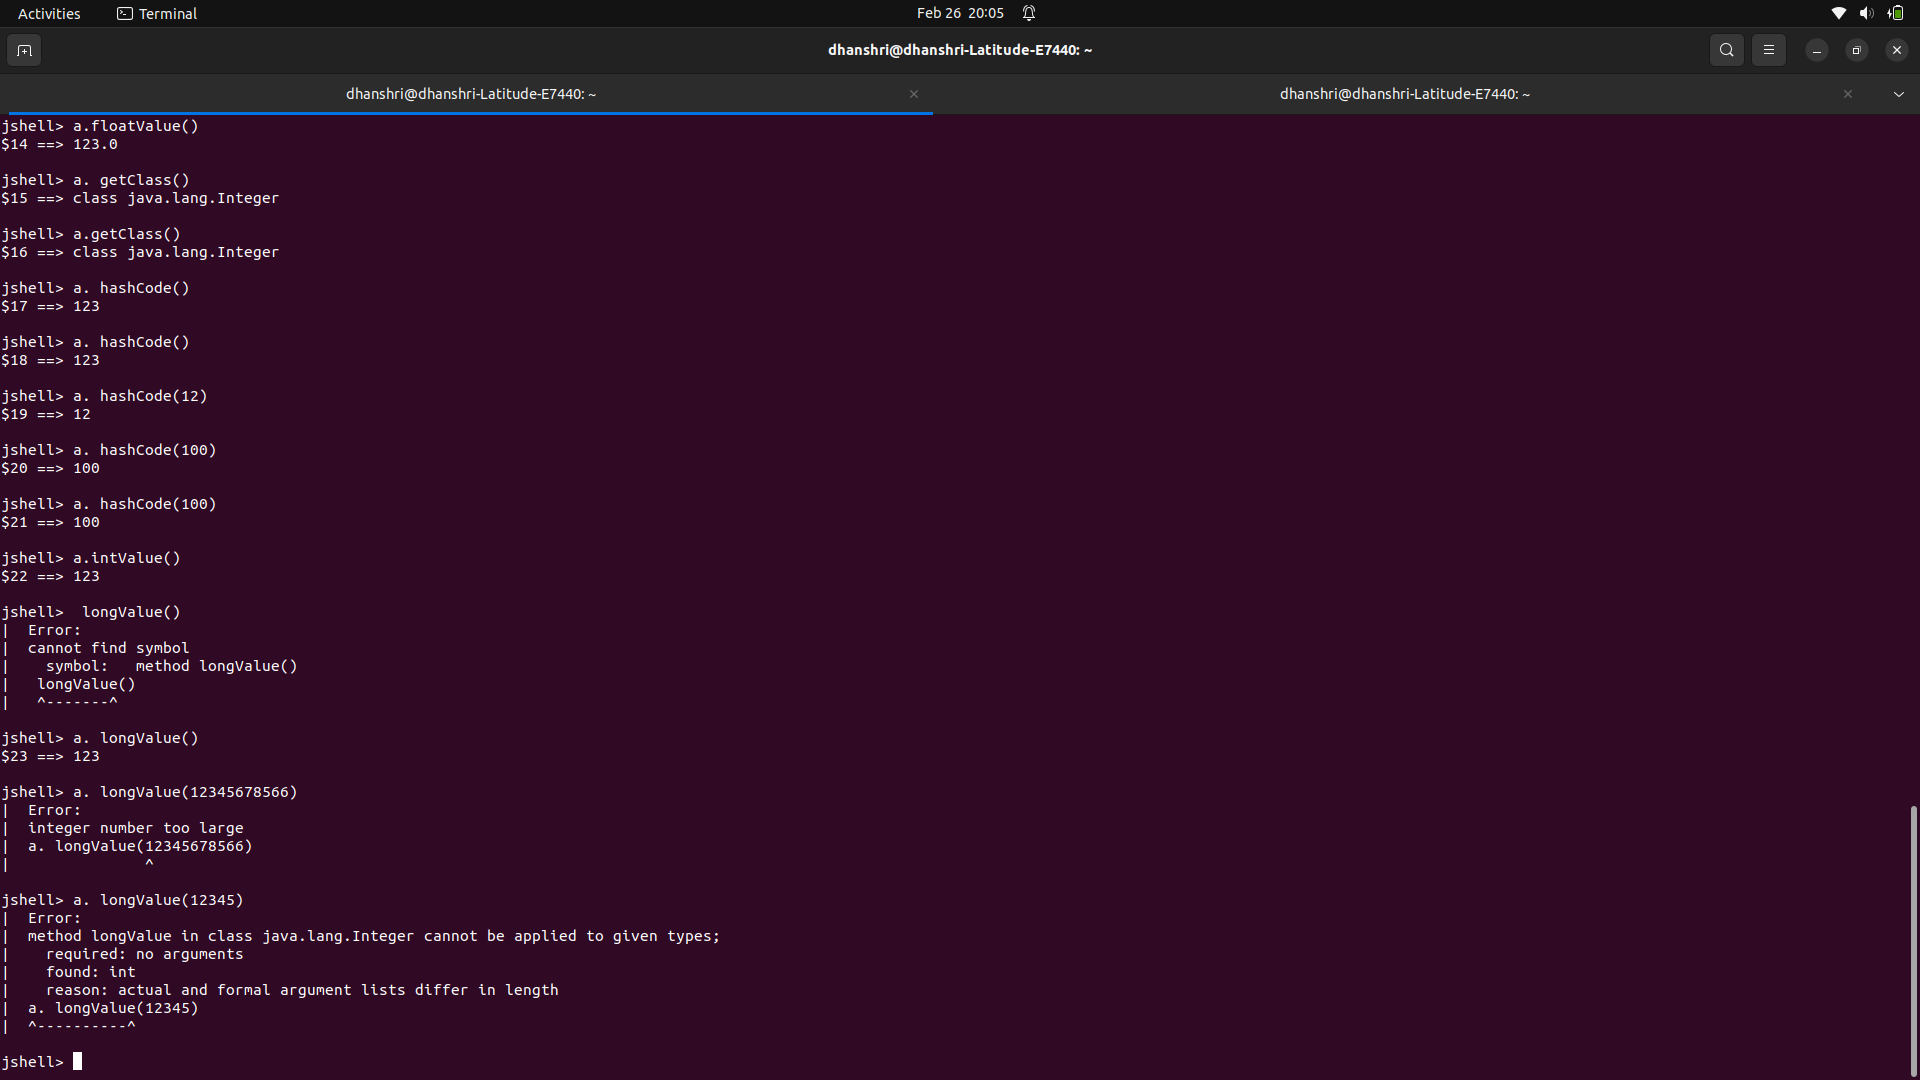 Activities Terminal Feb 26 20:05
dhanshri@dhanshri-Latitude-E7440: ~
dhanshri@dhanshri-Latitude-E7440: ~ dhanshri@dhanshri-Latitude-E7440: ~
jshell> a.floatValue()
$14 ==> 123.0

jshell> a. getClass()
$15 ==> class java.lang.Integer

jshell> a.getClass()
$16 ==> class java.lang.Integer

jshell> a. hashCode()
$17 ==> 123

jshell> a. hashCode()
$18 ==> 123

jshell> a. hashCode(12)
$19 ==> 12

jshell> a. hashCode(100)
$20 ==> 100

jshell> a. hashCode(100)
$21 ==> 100

jshell> a.intValue()
$22 ==> 123

jshell>  longValue()
|  Error:
|  cannot find symbol
|    symbol:   method longValue()
|   longValue()
|   ^-------^

jshell> a. longValue()
$23 ==> 123

jshell> a. longValue(12345678566)
|  Error:
|  integer number too large
|  a. longValue(12345678566)
|               ^

jshell> a. longValue(12345)
|  Error:
|  method longValue in class java.lang.Integer cannot be applied to given types;
|    required: no arguments
|    found: int
|    reason: actual and formal argument lists differ in length
|  a. longValue(12345)
|  ^----------^

jshell>